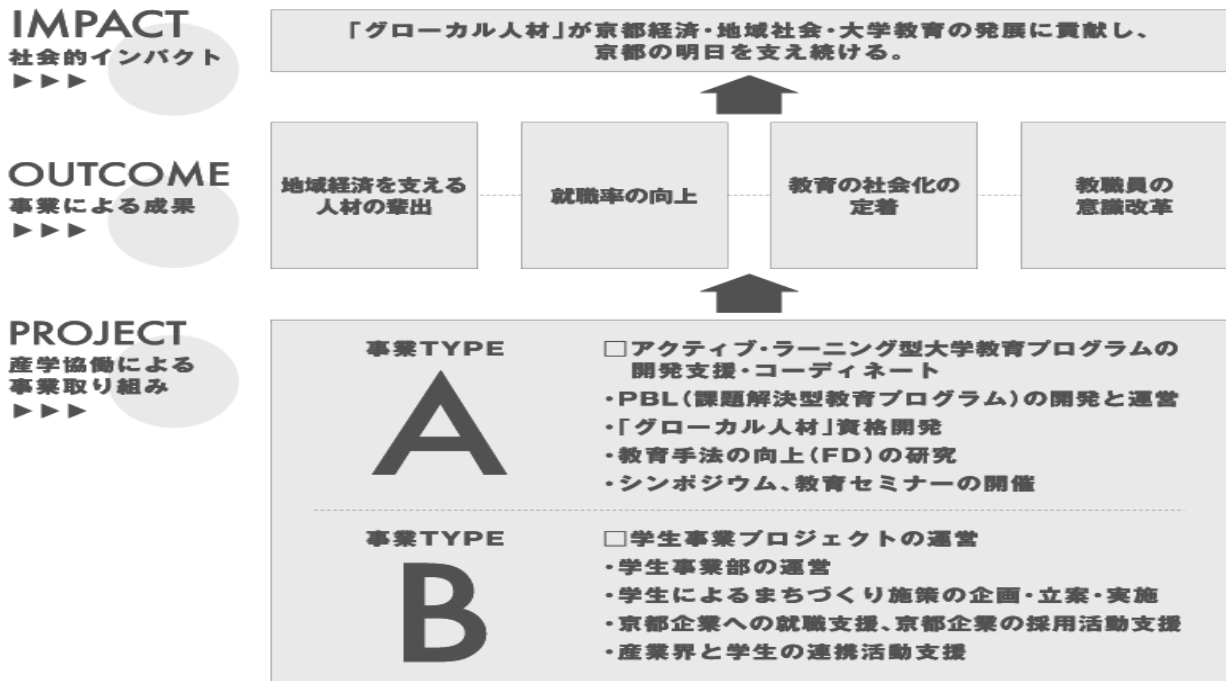 IMPACT
社会的インパクト
▶▶▶
「グローカル人材」が京都経済・地域社会・大学教育の発展に貢献し、
京都の明日を支え続ける。
OUTCOME
事業による成果
▶▶▶
地域経済を支える
人材の輩出
就職率の向上
教育の社会化の
定着
教職員の
意識改革
PROJECT
産学協働による
事業取り組み
▶▶▶
事業TYPE
A
□アクティブ・ラーニング型大学教育プログラムの
開発支援・コーディネート
・PBL(課題解決型教育プログラム)の開発と運営
・「グローカル人材」資格開発
・教育手法の向上(FD)の研究
・シンポジウム、教育セミナーの開催
事業TYPE
B
□学生事業プロジェクトの運営
・学生事業部の運営
・学生によるまちづくり施策の企画・立案・実施
・京都企業への就職支援、京都企業の採用活動支援
・産業界と学生の連携活動支援